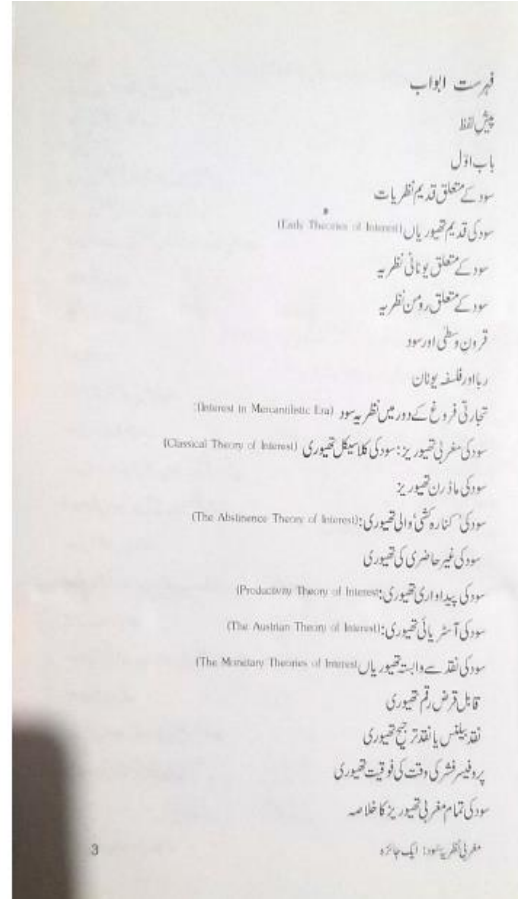 فہرست ابواب
پیش لفظ
باب اوّل
سود کے متعلق قدیم نظریات
سود کی قدیم تھیوریاں (Early Theories of Interest)
سود کے متعلق یونانی نظریہ
سود کے متعلق رومن نظریہ
قرون وسطٰی اور سود
ربا اور فلسفہ یونان
تجارتی فروغ کے دور میں نظریہ سود (Interest in Mercantilistic Era):
سود کی مغربی تھیوریز: سود کی کلاسیکل تھیوری (Classical Theory of Interest)
سود کی ماڈرن تھیوریز
سود کی 'کنارہ کشی' والی تھیوری: (The Abstinence Theory of Interest)
سود کی غیر حاضری کی تھیوری
سود کی پیداواری تھیوری: (Productivity Theory of Interest
سود کی آسٹریائی تھیوری: (The Austrian Theory of Interest)
سود کی نقد سے وابستہ تھیوریاں (The Monetary Theories of Interest
قابل قرض رقم تھیوری
نقد بیلنس یا نقد ترجیح تھیوری
پروفیسر فشر کی وقت کی فوقیت تھیوری
سود کی تمام مغربی تھیوریز کا خلاصہ
مغربی نظریۂ سود: ایک جائزہ 3